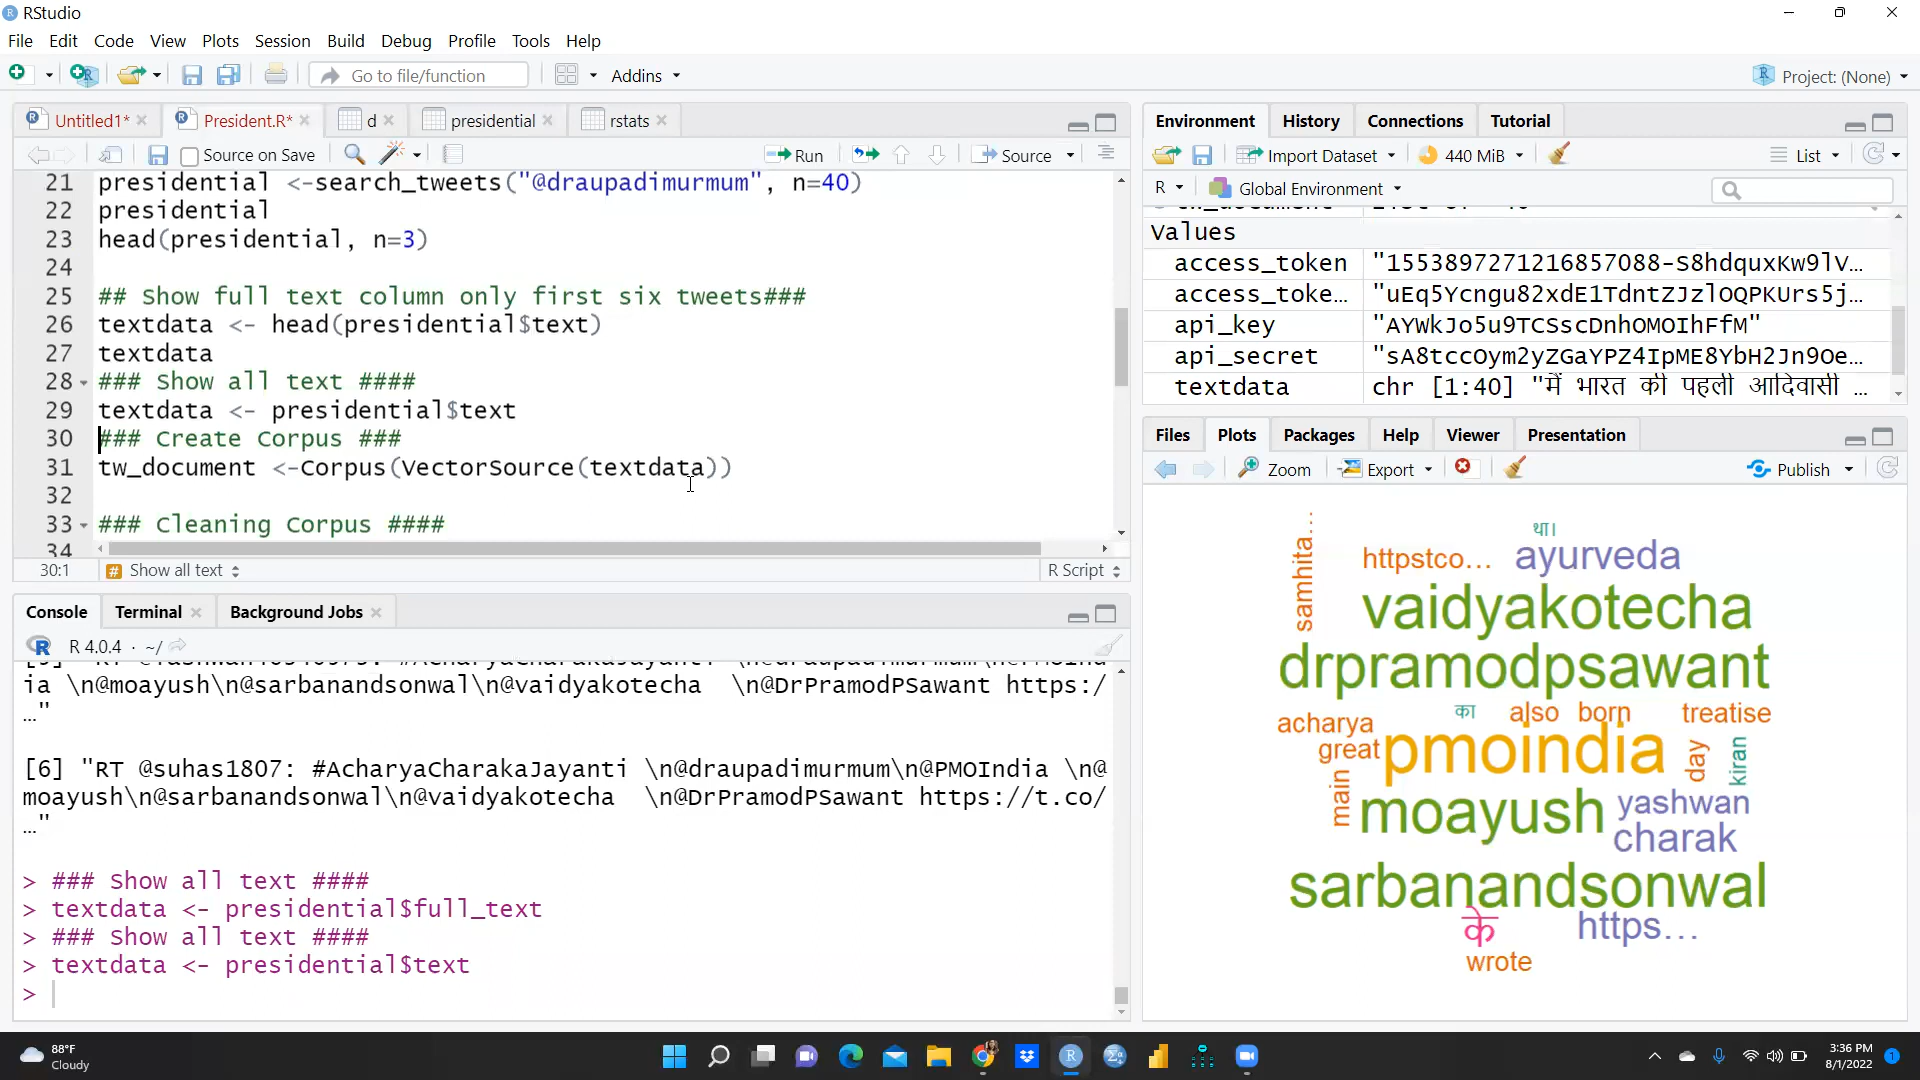 RStudio
File Edit Code View Plots Session Build Debug Profile Tools Help
Go to file/function Addins Project: (None)
Untitled1* President.R* d presidential rstats
Source on Save Run Source
21 presidential <-search_tweets("@draupadimurmum", n=40)
22 presidential
23 head(presidential, n=3)
24
25 ## Show full text column only first six tweets###
26 textdata <- head(presidential$text)
27 textdata
28 ### Show all text ####
29 textdata <- presidential$text
30 ### Create Corpus ###
31 tw_document <-Corpus(VectorSource(textdata))
32
33 ### Cleaning Corpus ####
34
30:1 # Show all text R Script
Console Terminal Background Jobs
R 4.0.4 · ~/
ia \n@moayush\n@sarbanandsonwal\n@vaidyakotecha \n@DrPramodPSawant https:/
…"
[6] "RT @suhas1807: #AcharyaCharakaJayanti \n@draupadimurmum\n@PMOIndia \n@
moayush\n@sarbanandsonwal\n@vaidyakotecha \n@DrPramodPSawant https://t.co/
…"
> ### Show all text ####
> textdata <- presidential$full_text
> ### Show all text ####
> textdata <- presidential$text
>
Environment History Connections Tutorial
Import Dataset 440 MiB List
R Global Environment
Values
access_token "1553897271216857088-S8hdquxKw9lV…
access_toke… "uEq5Ycngu82xdE1TdntZJzlOQPKUrs5j…
api_key "AYWkJo5u9TCSscDnhOMOIhFfM"
api_secret "sA8tccOym2yZGaYPZ4IpME8YbH2Jn9Oe…
textdata chr [1:40] "मैं भारत की पहली आदिवासी …
Files Plots Packages Help Viewer Presentation
Zoom Export Publish
था।
samhita…
httpstco… ayurveda
vaidyakotecha
drpramodpsawant
acharya का also born treatise
great pmoindia day kiran
main moayush yashwan
charak
sarbanandsonwal
के https…
wrote
88°F
Cloudy
3:36 PM
8/1/2022
1